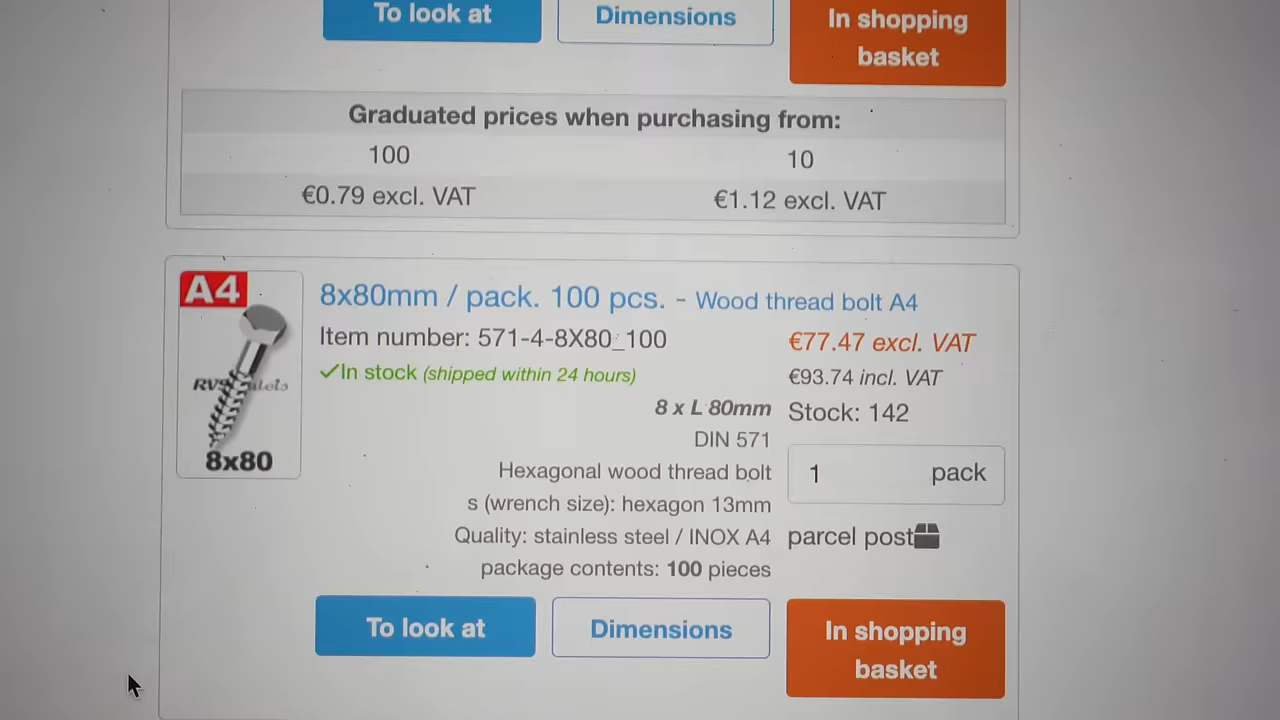 To look at
Dimensions
In shopping
basket
Graduated prices when purchasing from:
100
10
€0.79 excl. VAT
€1.12 excl. VAT
A4
8x80
8x80mm / pack. 100 pcs. - Wood thread bolt A4
Item number: 571-4-8X80_100
✓In stock (shipped within 24 hours)
€77.47 excl. VAT
€93.74 incl. VAT
Stock: 142
8 x L 80mm
DIN 571
Hexagonal wood thread bolt
s (wrench size): hexagon 13mm
Quality: stainless steel / INOX A4
package contents: 100 pieces
1 pack
parcel post
To look at
Dimensions
In shopping
basket